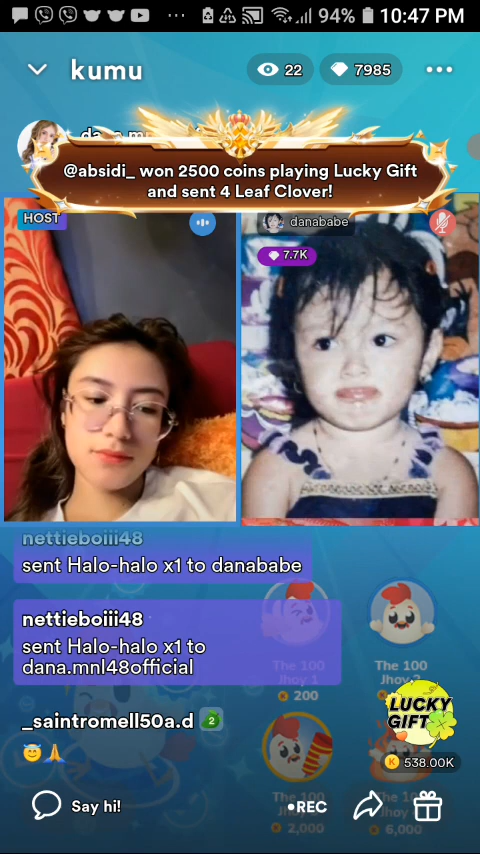 94% 10:47 PM
kumu
22
7985
@absidi_ won 2500 coins playing Lucky Gift
and sent 4 Leaf Clover!
HOST
danababe
7.7K
nettieboiii48
sent Halo-halo x1 to danababe
nettieboiii48
sent Halo-halo x1 to
dana.mnl48official
The 100
Jhoy 1
200
The 100
Jhoy 2
_saintromell50a.d 2
LUCKY
GIFT
K 538.00K
2,000
6,000
Say hi!
REC